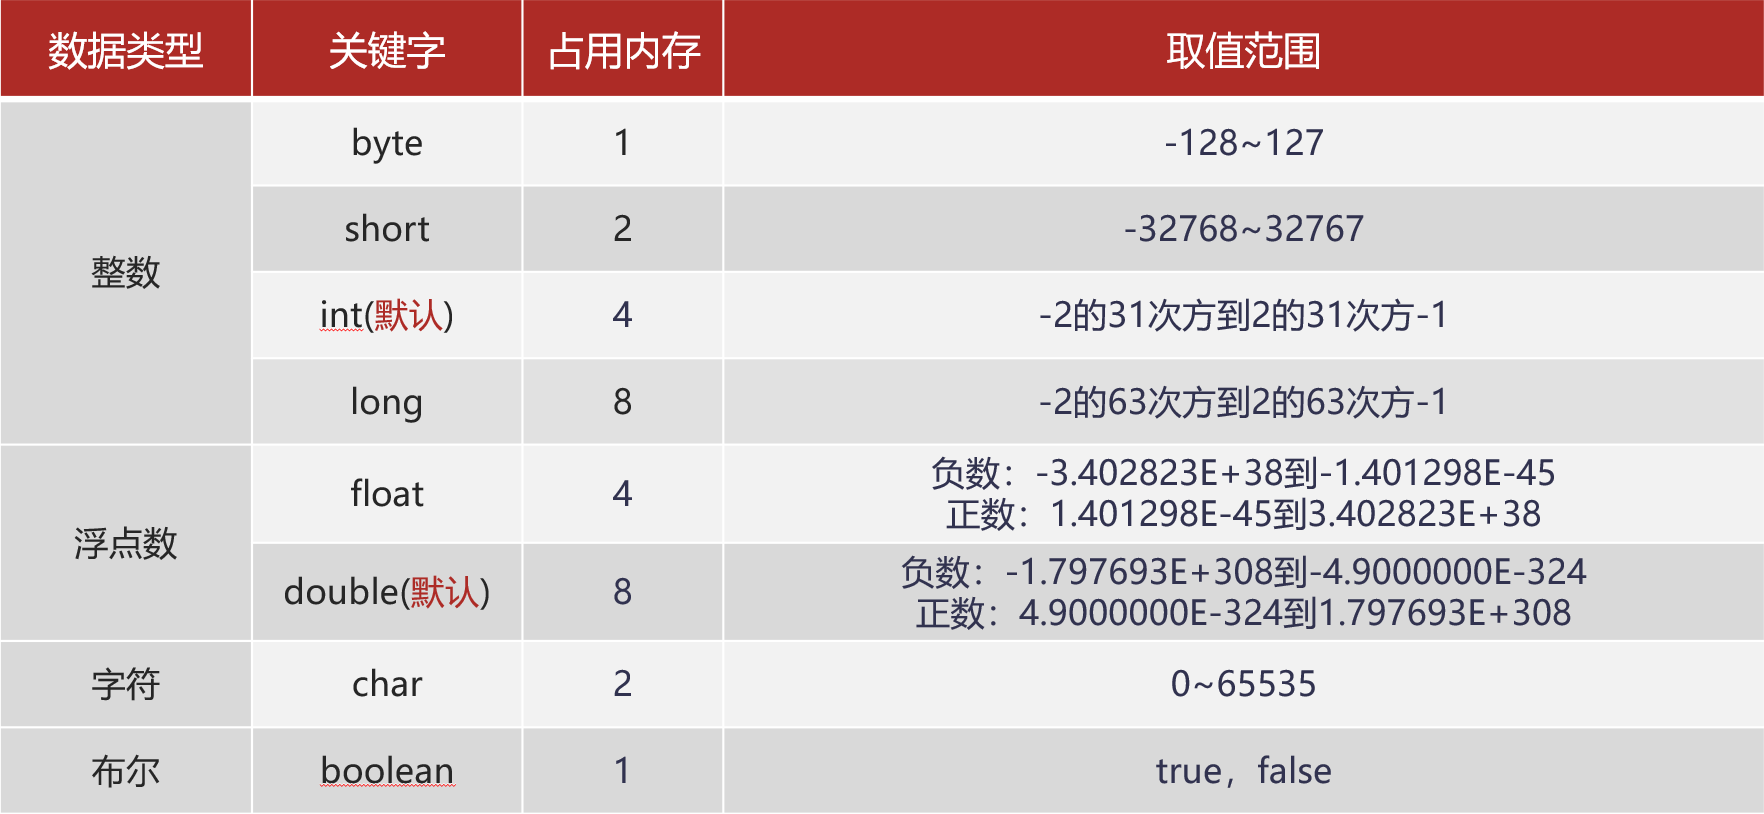 数据类型 关键字 占用内存 取值范围
整数 byte 1 -128~127
short 2 -32768~32767
int(默认) 4 -2的31次方到2的31次方-1
long 8 -2的63次方到2的63次方-1
浮点数 float 4 负数：-3.402823E+38到-1.401298E-45
正数：1.401298E-45到3.402823E+38
double(默认) 8 负数：-1.797693E+308到-4.9000000E-324
正数：4.9000000E-324到1.797693E+308
字符 char 2 0~65535
布尔 boolean 1 true，false